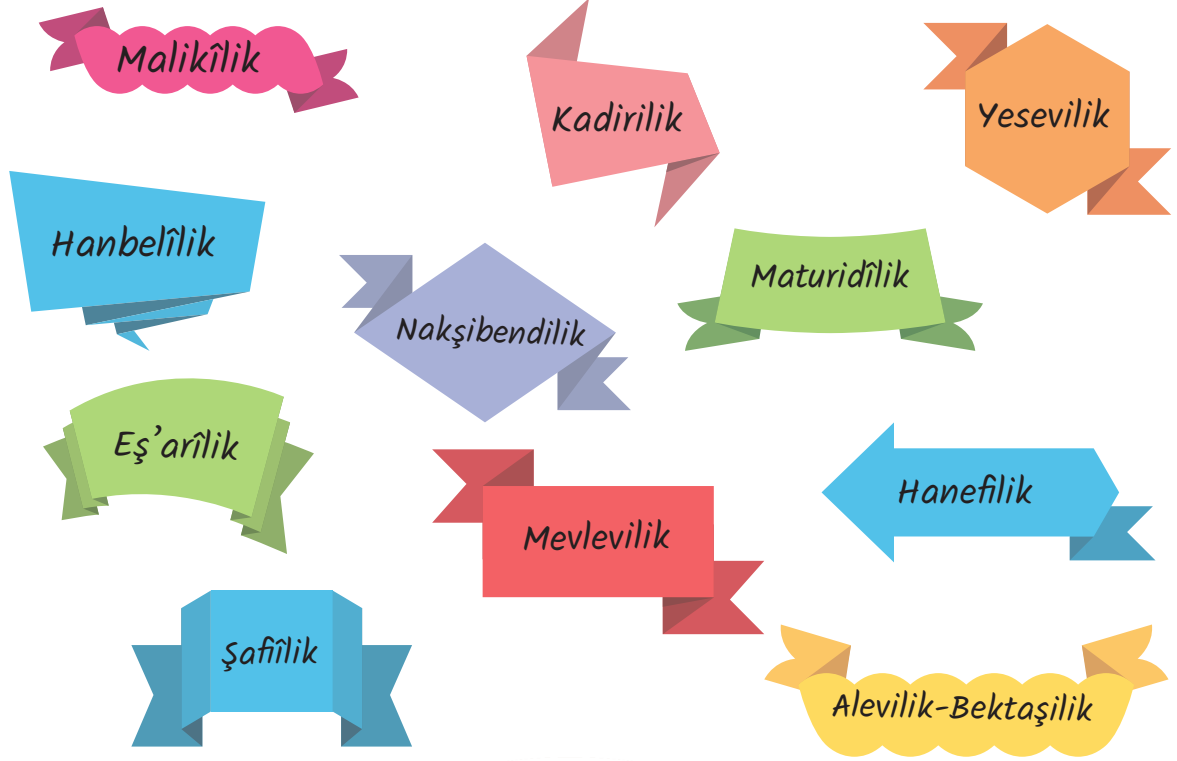 Malikîlik
Kadirilik
Yesevilik
Hanbelîlik
Nakşibendilik
Maturidîlik
Eş'arîlik
Mevlevilik
Hanefilik
Şafiîlik
Alevilik-Bektaşilik